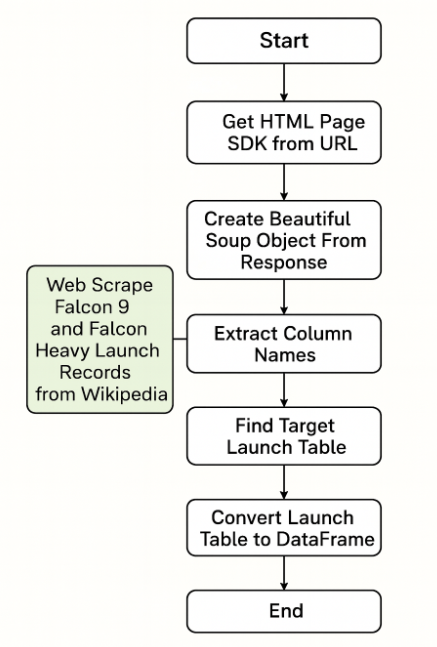 Start
Get HTML Page
SDK from URL
Create Beautiful
Soup Object From
Response
Web Scrape
Falcon 9
and Falcon
Heavy Launch
Records
from Wikipedia
Extract Column
Names
Find Target
Launch Table
Convert Launch
Table to DataFrame
End